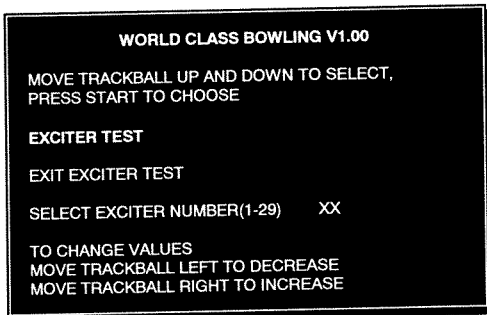 WORLD CLASS BOWLING V1.00
MOVE TRACKBALL UP AND DOWN TO SELECT,
PRESS START TO CHOOSE
EXCITER TEST
EXIT EXCITER TEST
SELECT EXCITER NUMBER(1-29) XX
TO CHANGE VALUES
MOVE TRACKBALL LEFT TO DECREASE
MOVE TRACKBALL RIGHT TO INCREASE